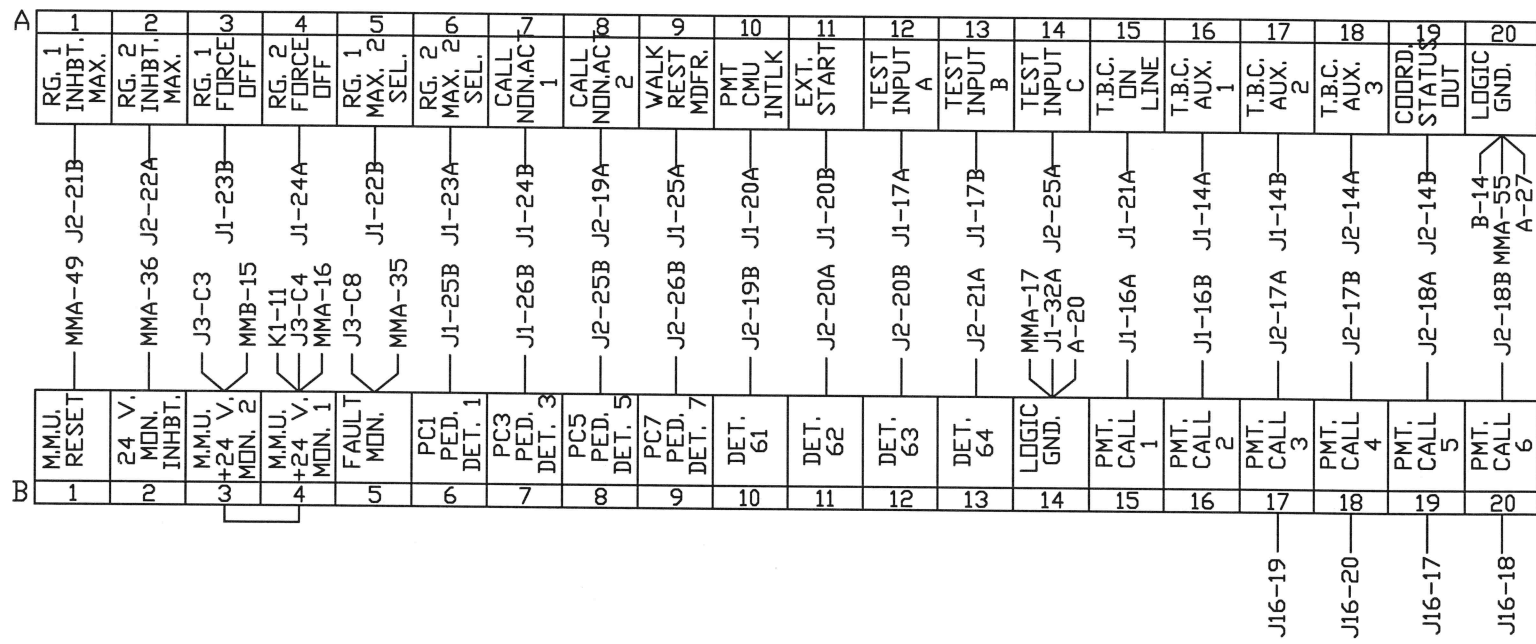 A 1 2 3 4 5 6 7 8 9 10 11 12 13 14 15 16 17 18 19 20
RG. 1
INHBT.
MAX.
RG. 2
INHBT.
MAX.
RG. 1
FORCE
OFF
RG. 2
FORCE
OFF
RG. 1
MAX. 2
SEL.
RG. 2
MAX. 2
SEL.
CALL
NON.ACT
1
CALL
NON.ACT
2
WALK
REST
MDFR.
PMT
CMU
INTLK
EXT.
START
TEST
INPUT
A
TEST
INPUT
B
TEST
INPUT
C
T.B.C.
ON
LINE
T.B.C.
AUX.
1
T.B.C.
AUX.
2
T.B.C.
AUX.
3
COORD.
STATUS
OUT
LOGIC
GND.
J2-21B
J2-22A
J1-23B
J1-24A
J1-22B
J1-23A
J1-24B
J2-19A
J1-25A
J1-20A
J1-20B
J1-17A
J1-17B
J2-25A
J1-21A
J1-14A
J1-14B
J2-14A
J2-14B
B-14
MMA-55
A-27
MMA-49
MMA-36
J3-C3
MMB-15
K1-11
J3-C4
MMA-16
J3-C8
MMA-35
J1-25B
J1-26B
J2-25B
J2-26B
J2-19B
J2-20A
J2-20B
J2-21A
MMA-17
J1-32A
A-20
J1-16A
J1-16B
J2-17A
J2-17B
J2-18A
J2-18B
M.M.U.
RESET
24 V.
MON.
INHBT.
M.M.U.
+24 V.
MON. 2
M.M.U.
+24 V.
MON. 1
FAULT
MON.
PC1
PED.
DET. 1
PC3
PED.
DET. 3
PC5
PED.
DET. 5
PC7
PED.
DET. 7
DET.
61
DET.
62
DET.
63
DET.
64
LOGIC
GND.
PMT.
CALL
1
PMT.
CALL
2
PMT.
CALL
3
PMT.
CALL
4
PMT.
CALL
5
PMT.
CALL
6
B 1 2 3 4 5 6 7 8 9 10 11 12 13 14 15 16 17 18 19 20
J16-19
J16-20
J16-17
J16-18